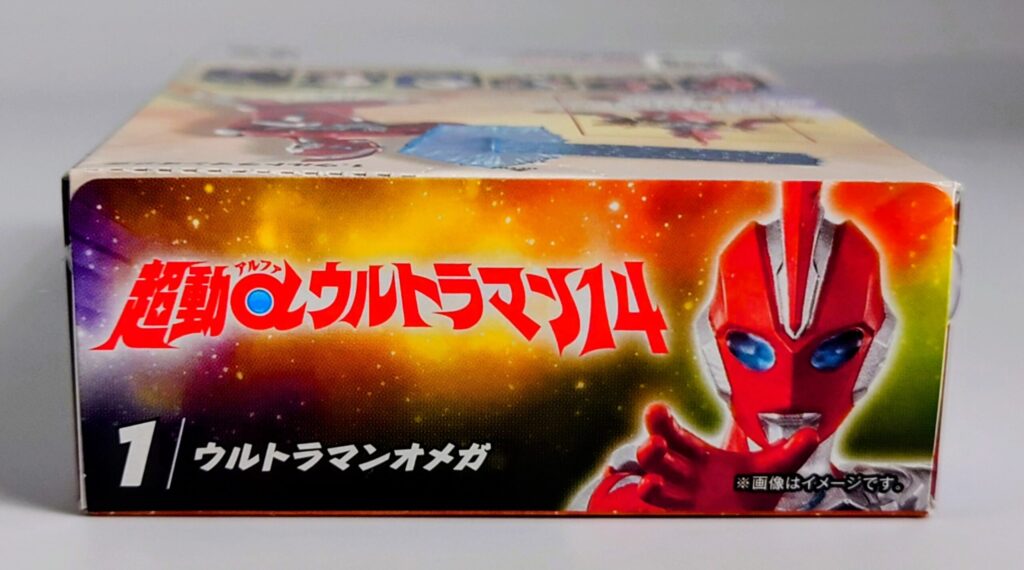 アルファ
超動αウルトラマン14
1 ウルトラマンオメガ
※画像はイメージです。